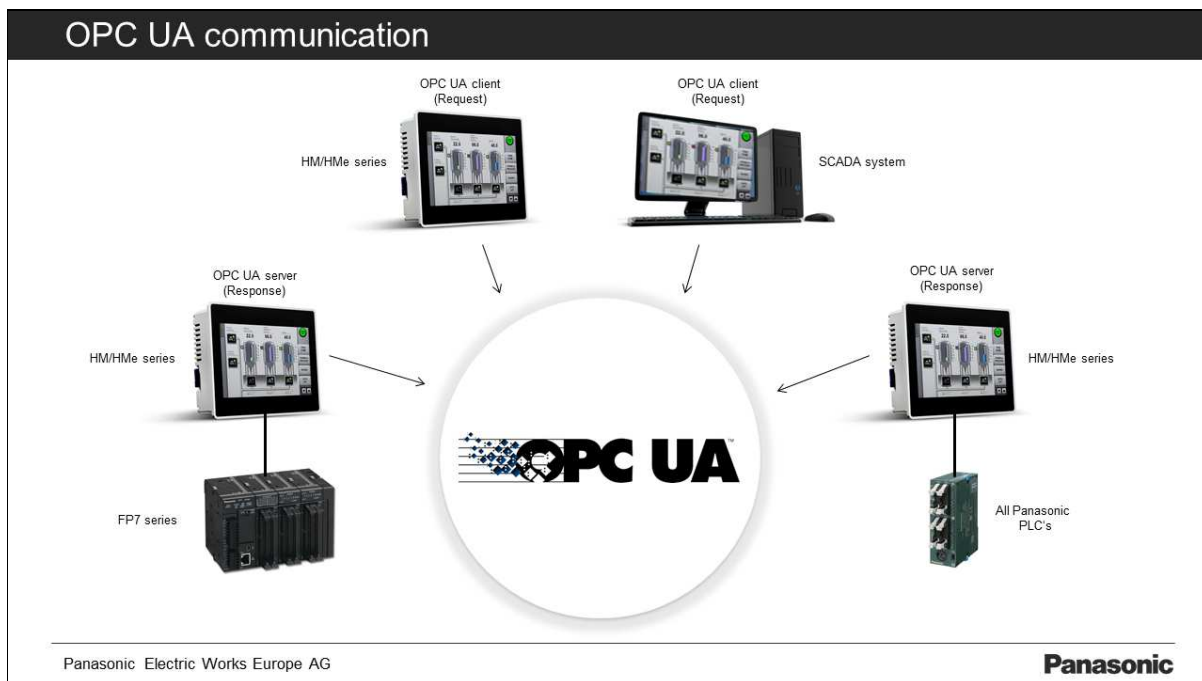 OPC UA communication
OPC UA client
(Request)
OPC UA client
(Request)
HM/HMe series
SCADA system
OPC UA server
(Response)
OPC UA server
(Response)
HM/HMe series
HM/HMe series
OPC UA™
FP7 series
All Panasonic
PLC's
Panasonic Electric Works Europe AG
Panasonic